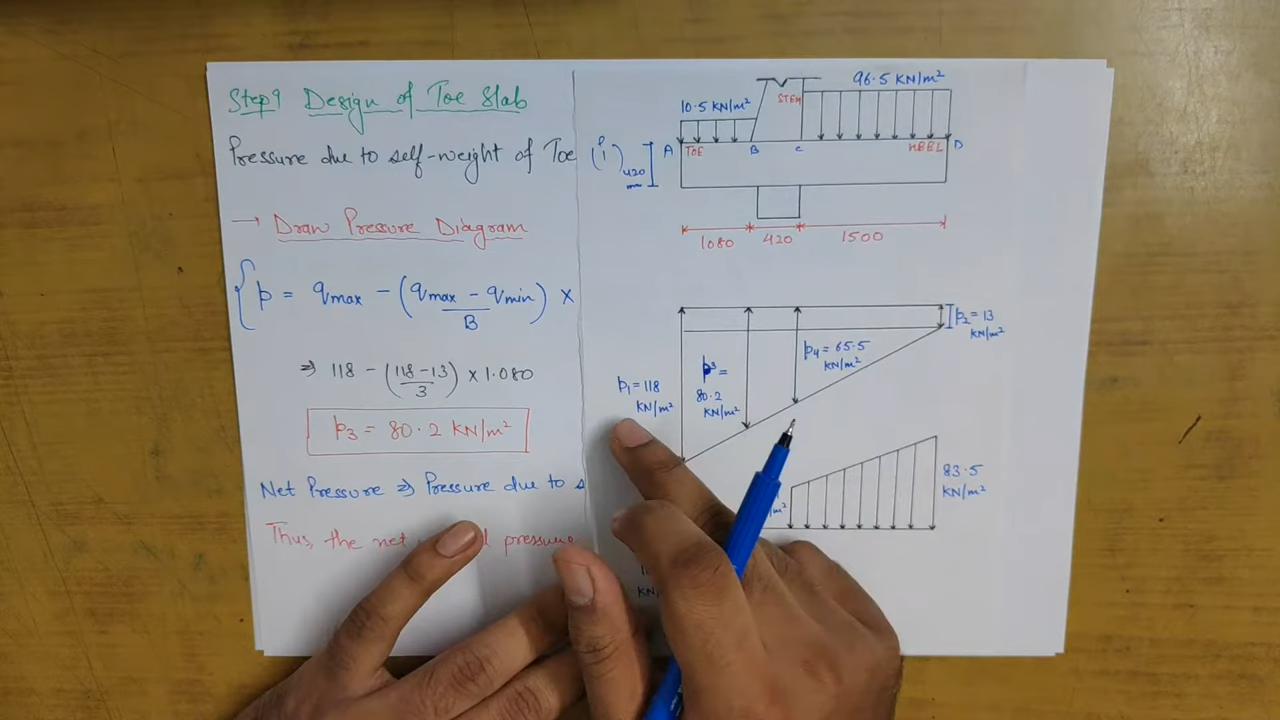 Step9 Design of Toe Slab
Pressure due to self-weight of Toe
→ Draw Pressure Diagram
p = qmax - (qmax - qmin / B) ×
⇒ 118 - (118-13 / 3) × 1.080
p3 = 80.2 KN/m²
Net Pressure ⇒ Pressure due to
Thus, the net pressure
(i)
96.5 KN/m²
10.5 KN/m²
STEM
A
TOE
B
C
HEEL
D
420
mm
1080
420
1500
p2 = 13
KN/m²
p4 = 65.5
KN/m²
p3 =
80.2
KN/m²
p1 = 118
KN/m²
83.5
KN/m²